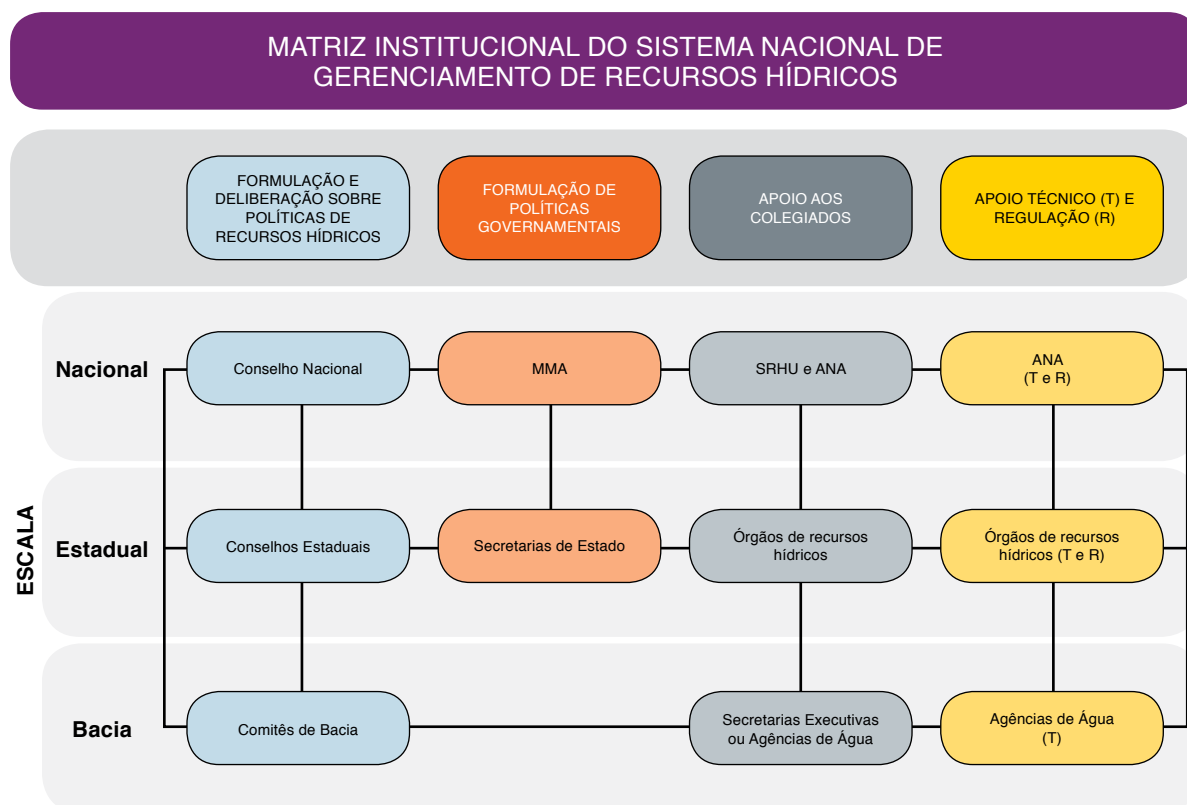 MATRIZ INSTITUCIONAL DO SISTEMA NACIONAL DE
GERENCIAMENTO DE RECURSOS HÍDRICOS
FORMULAÇÃO E
DELIBERAÇÃO SOBRE
POLÍTICAS DE
RECURSOS HÍDRICOS
FORMULAÇÃO DE
POLÍTICAS
GOVERNAMENTAIS
APOIO AOS
COLEGIADOS
APOIO TÉCNICO (T) E
REGULAÇÃO (R)
ESCALA
Nacional
Conselho Nacional
MMA
SRHU e ANA
ANA
(T e R)
Estadual
Conselhos Estaduais
Secretarias de Estado
Órgãos de recursos
hídricos
Órgãos de recursos
hídricos (T e R)
Bacia
Comitês de Bacia
Secretarias Executivas
ou Agências de Água
Agências de Água
(T)